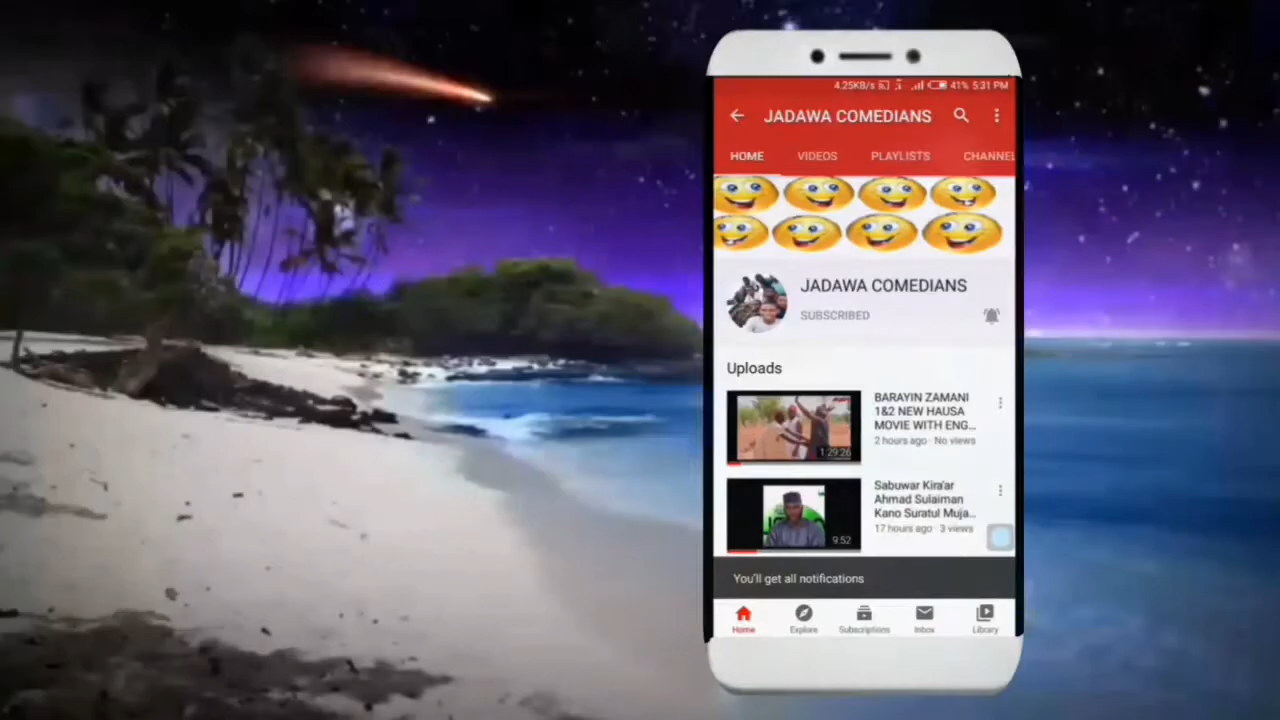 4.25KB/s 41% 5:31 PM
JADAWA COMEDIANS
HOME VIDEOS PLAYLISTS CHANNEL
JADAWA COMEDIANS
SUBSCRIBED
Uploads
BARAYIN ZAMANI
1&2 NEW HAUSA
MOVIE WITH ENG...
2 hours ago · No views
1:29:26
Sabuwar Kira'ar
Ahmad Sulaiman
Kano Suratul Muja...
17 hours ago · 3 views
9:52
You'll get all notifications
Home Explore Subscriptions Inbox Library